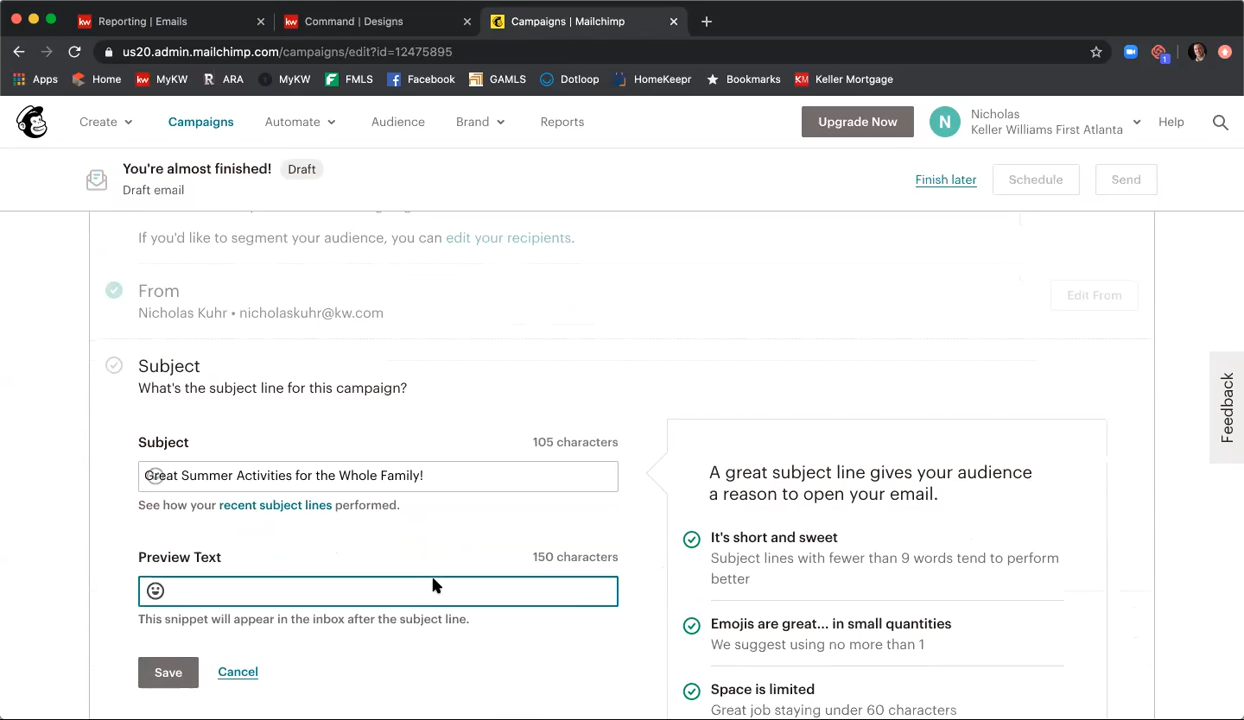 Reporting | Emails
Command | Designs
Campaigns | Mailchimp
us20.admin.mailchimp.com/campaigns/edit?id=12475895
1
Apps
Home
kw MyKW
R ARA
MyKW
FMLS
Facebook
GAMLS
Dotloop
HomeKeepr
Bookmarks
KM Keller Mortgage
Create
Campaigns
Automate
Audience
Brand
Reports
Upgrade Now
N
Nicholas
Keller Williams First Atlanta
Help
You're almost finished!
Draft
Draft email
Finish later
Schedule
Send
If you'd like to segment your audience, you can edit your recipients.
From
Nicholas Kuhr • nicholaskuhr@kw.com
Edit From
Subject
What's the subject line for this campaign?
Subject
105 characters
Great Summer Activities for the Whole Family!
See how your recent subject lines performed.
Preview Text
150 characters
This snippet will appear in the inbox after the subject line.
Save
Cancel
A great subject line gives your audience
a reason to open your email.
It's short and sweet
Subject lines with fewer than 9 words tend to perform
better
Emojis are great... in small quantities
We suggest using no more than 1
Space is limited
Great job staying under 60 characters
Feedback